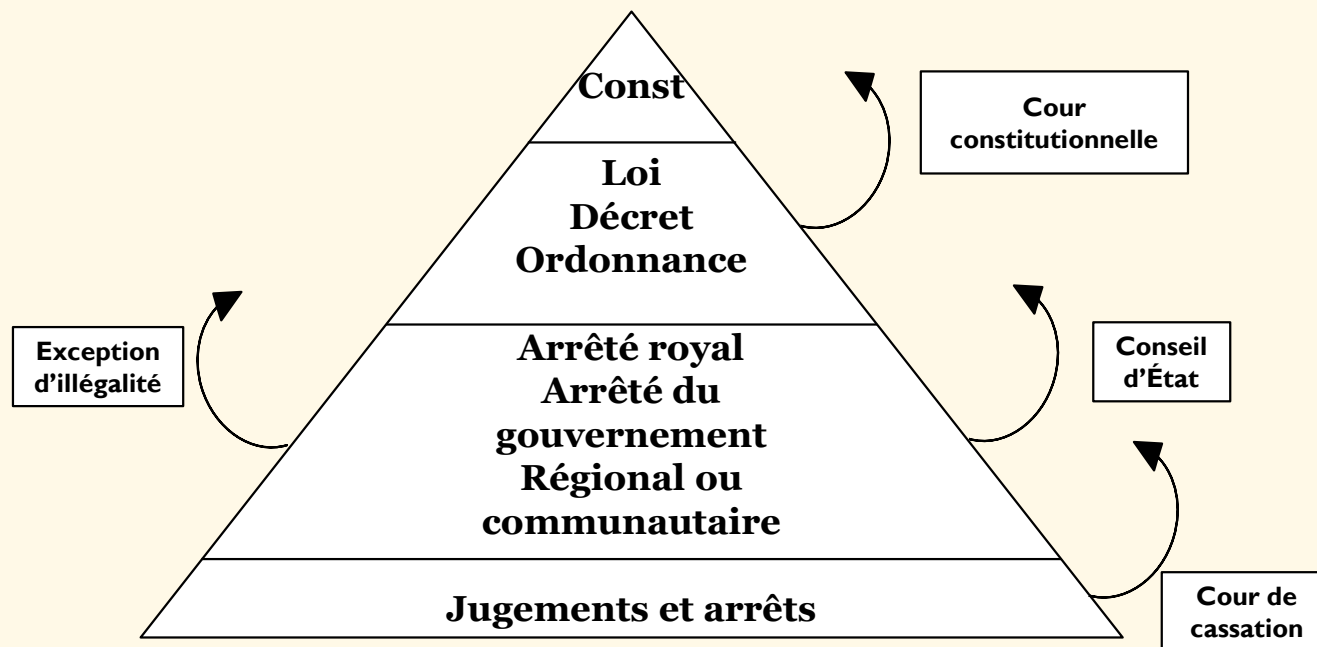 Const
Cour
constitutionnelle
Loi
Décret
Ordonnance
Exception
d’illégalité
Arrêté royal
Arrêté du
gouvernement
Régional ou
communautaire
Conseil
d’État
Jugements et arrêts
Cour de
cassation